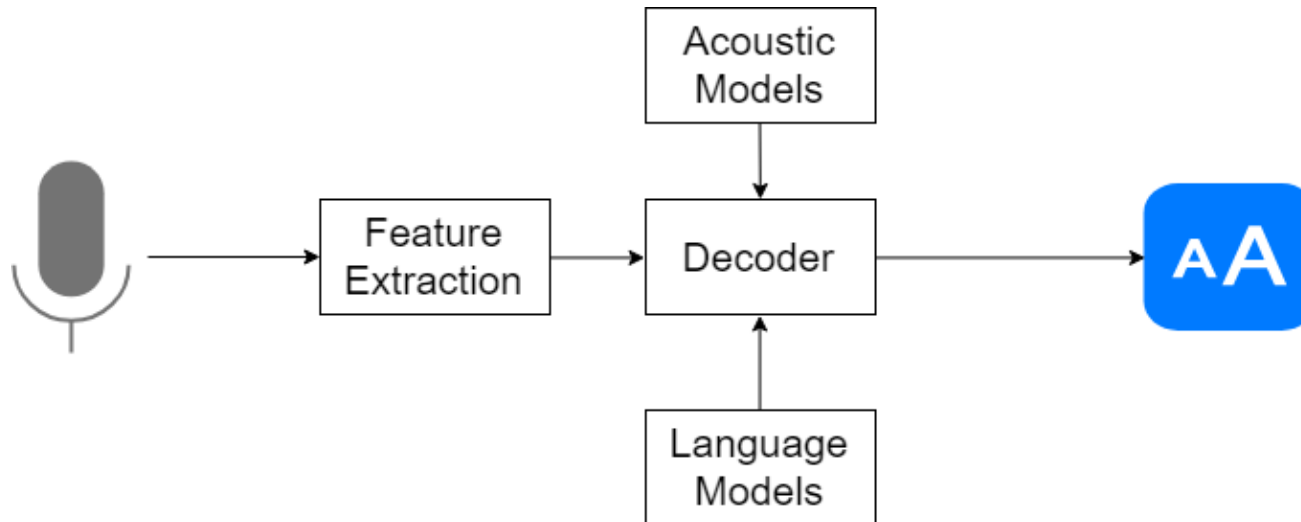 Acoustic
Models
Feature
Extraction
Decoder
AA
Language
Models